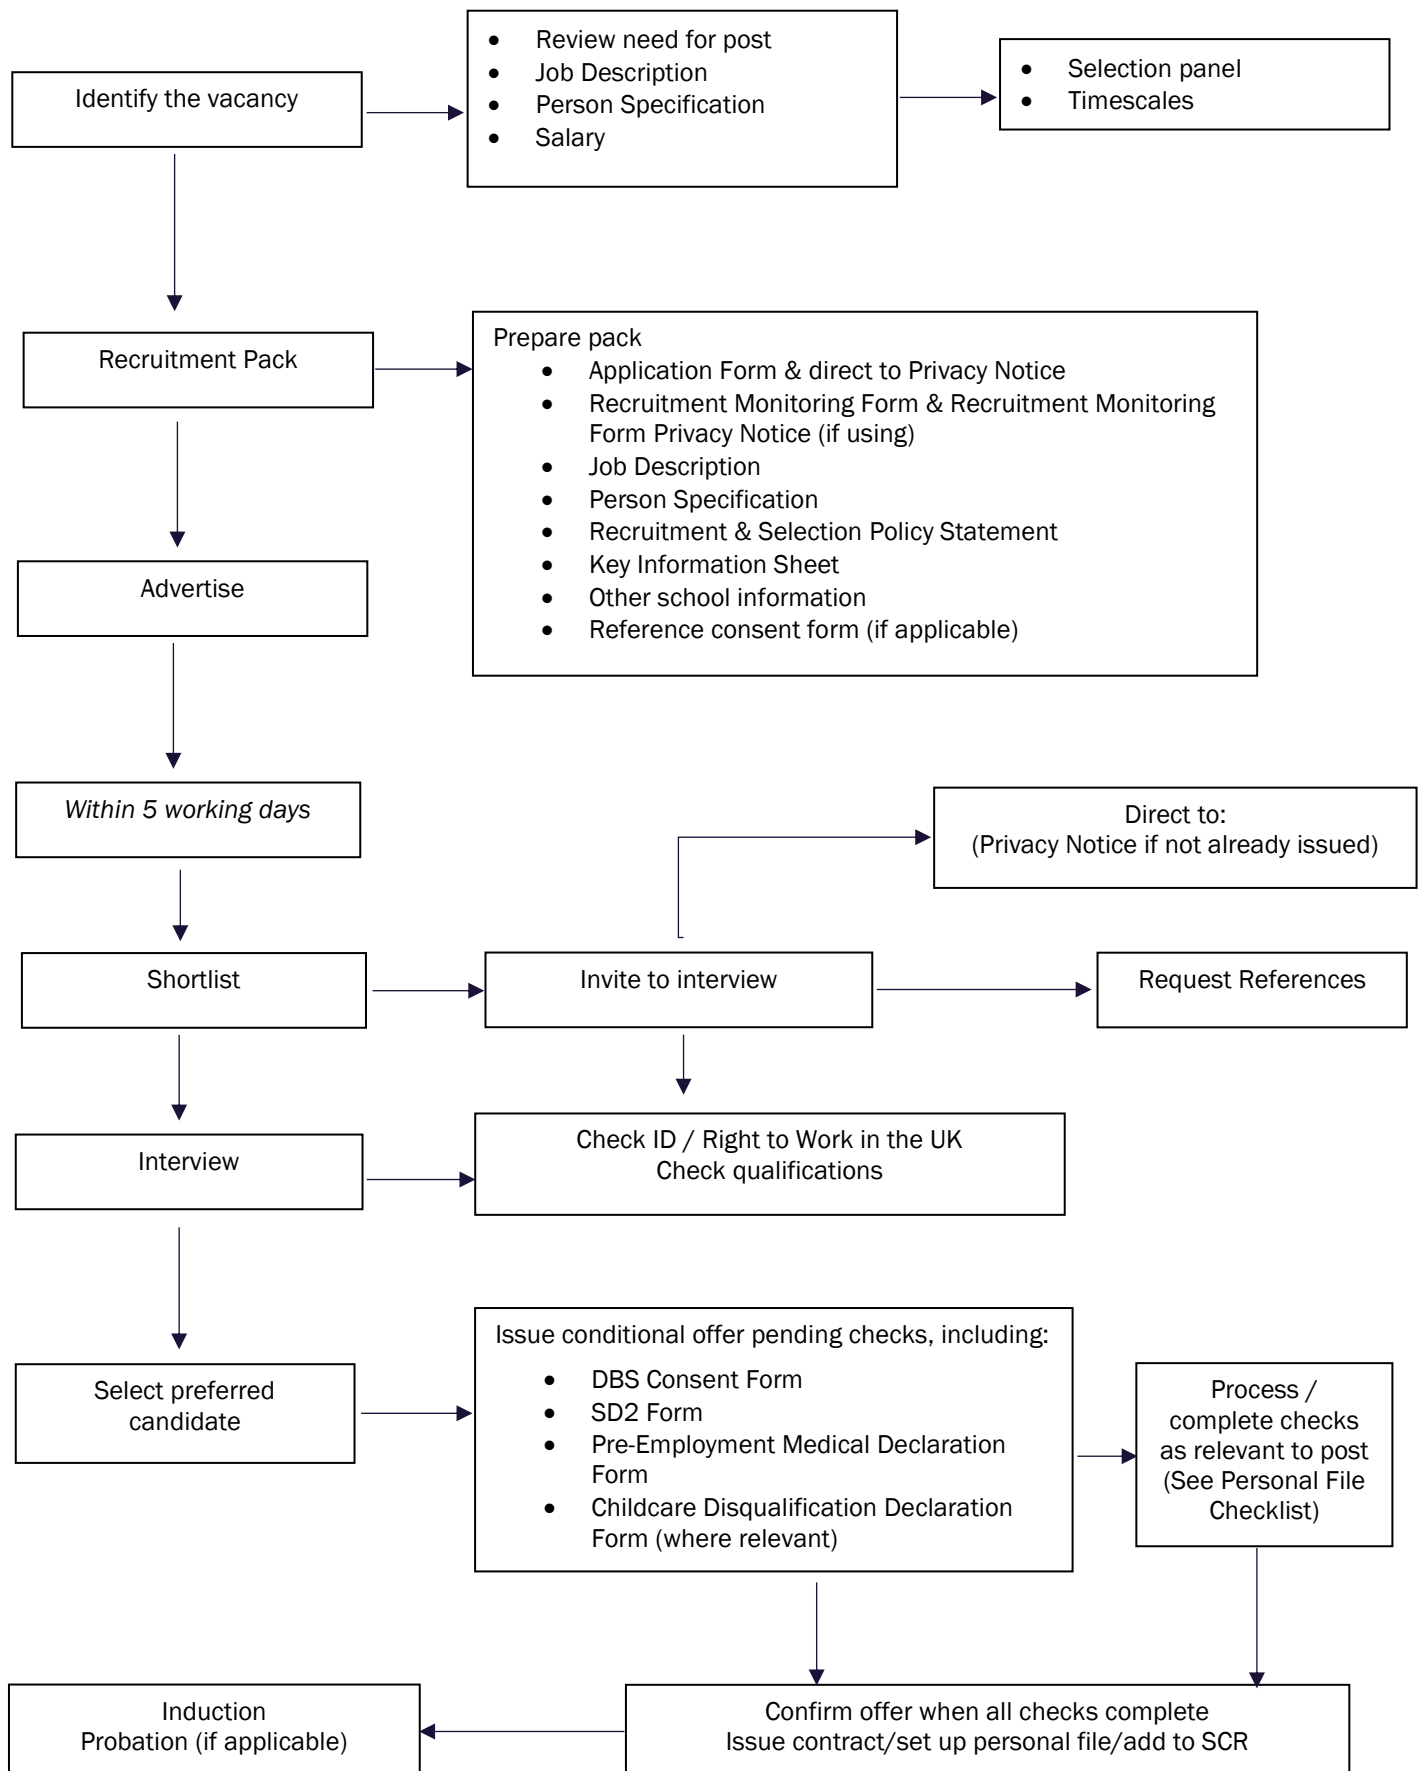 Identify the vacancy
• Review need for post
• Job Description
• Person Specification
• Salary
• Selection panel
• Timescales
Recruitment Pack
Prepare pack
• Application Form & direct to Privacy Notice
• Recruitment Monitoring Form & Recruitment Monitoring
Form Privacy Notice (if using)
• Job Description
• Person Specification
• Recruitment & Selection Policy Statement
• Key Information Sheet
• Other school information
• Reference consent form (if applicable)
Advertise
Within 5 working days
Direct to:
(Privacy Notice if not already issued)
Shortlist
Invite to interview
Request References
Interview
Check ID / Right to Work in the UK
Check qualifications
Select preferred
candidate
Issue conditional offer pending checks, including:
• DBS Consent Form
• SD2 Form
• Pre-Employment Medical Declaration
Form
• Childcare Disqualification Declaration
Form (where relevant)
Process /
complete checks
as relevant to post
(See Personal File
Checklist)
Induction
Probation (if applicable)
Confirm offer when all checks complete
Issue contract/set up personal file/add to SCR